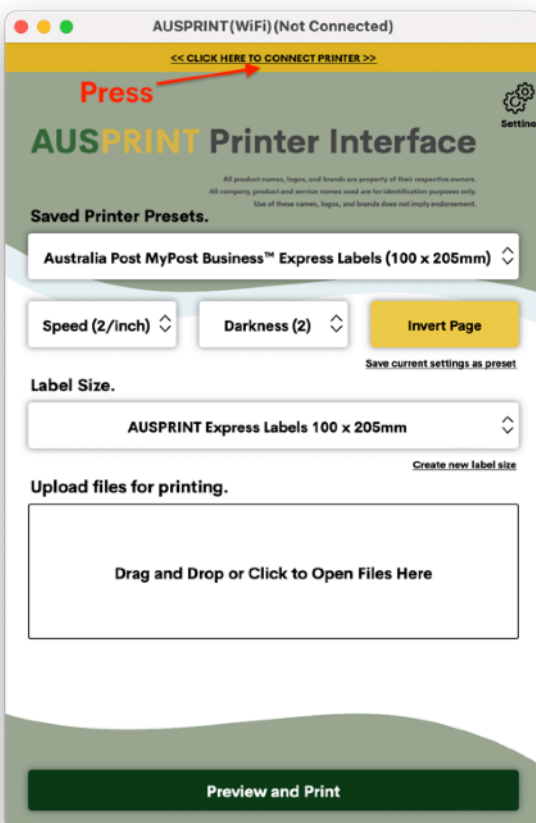 AUSPRINT(WiFi)(Not Connected)
<< CLICK HERE TO CONNECT PRINTER >>
Press
Setting
AUSPRINT Printer Interface
All product names, logos, and brands are property of their respective owners.
All company, product and service names used are for identification purposes only.
Use of these names, logos, and brands does not imply endorsement.
Saved Printer Presets.
Australia Post MyPost Business™ Express Labels (100 x 205mm)
Speed (2/inch) Darkness (2) Invert Page
Save current settings as preset
Label Size.
AUSPRINT Express Labels 100 x 205mm
Create new label size
Upload files for printing.
Drag and Drop or Click to Open Files Here
Preview and Print